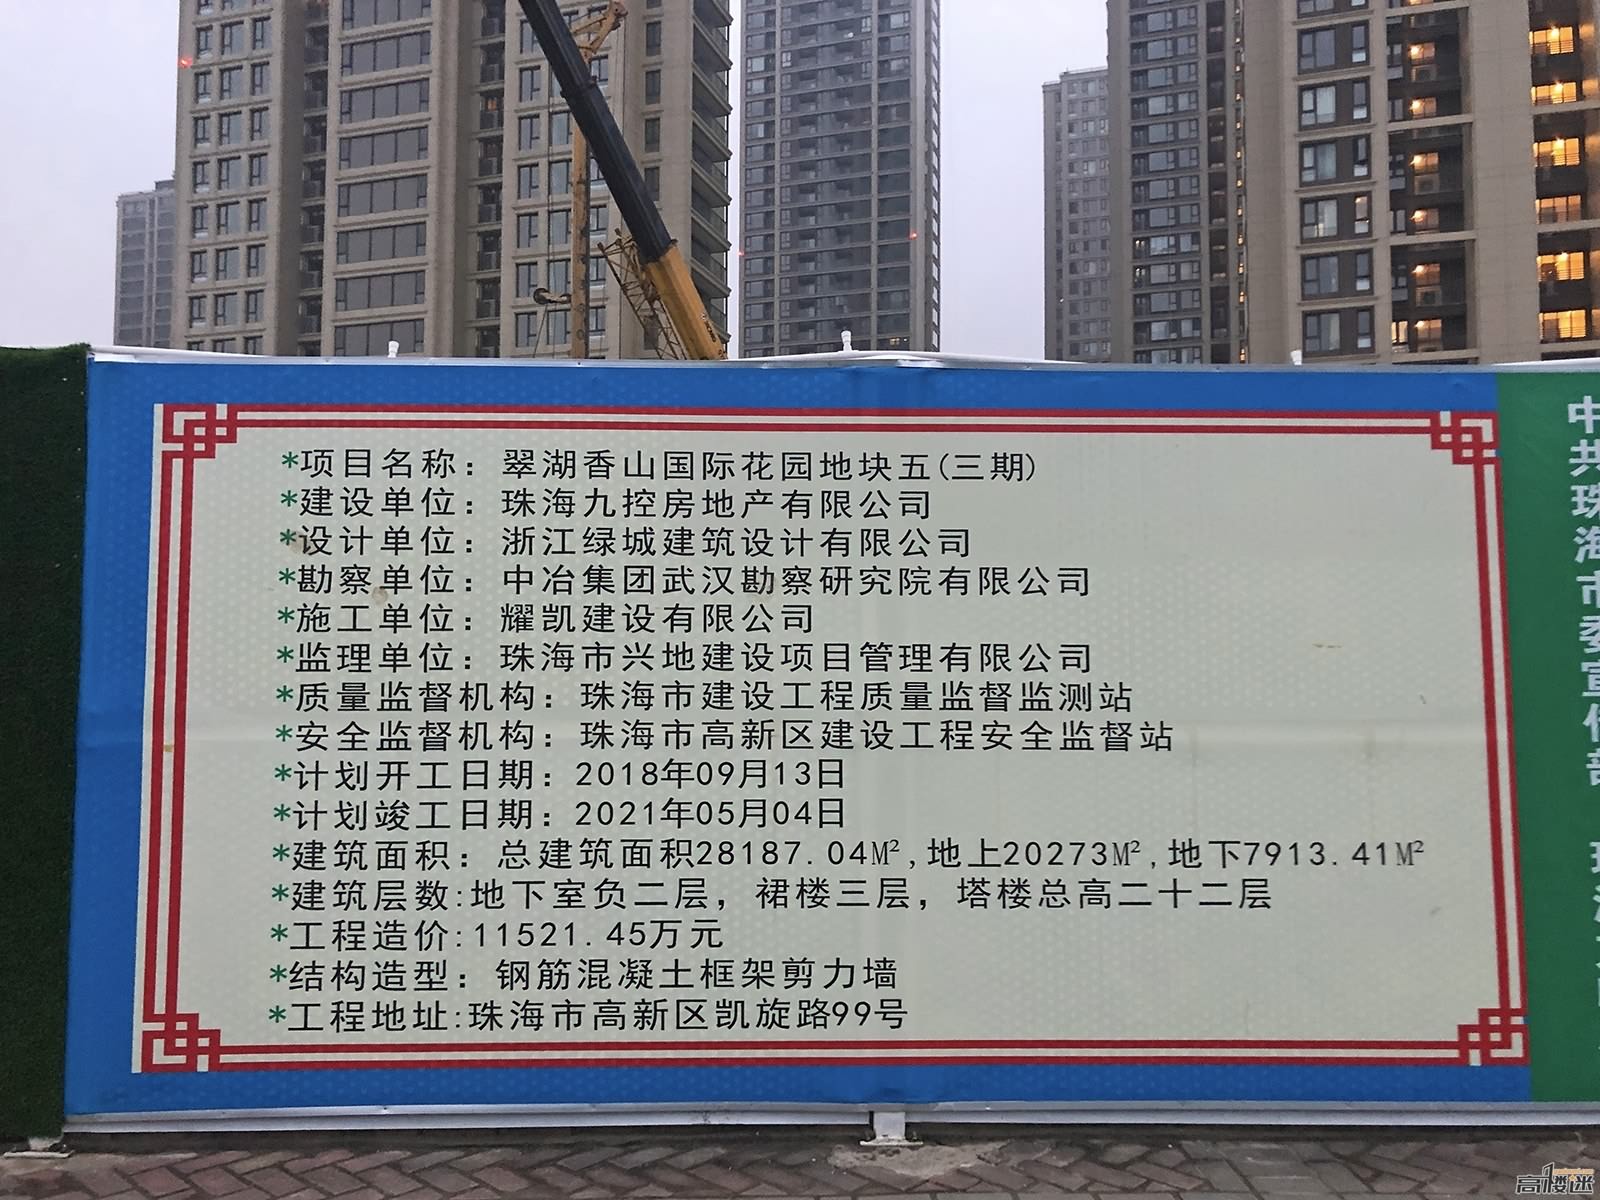 *项目名称：翠湖香山国际花园地块五(三期)
*建设单位：珠海九控房地产有限公司
*设计单位：浙江绿城建筑设计有限公司
*勘察单位：中冶集团武汉勘察研究院有限公司
*施工单位：耀凯建设有限公司
*监理单位：珠海市兴地建设项目管理有限公司
*质量监督机构：珠海市建设工程质量监督监测站
*安全监督机构：珠海市高新区建设工程安全监督站
*计划开工日期：2018年09月13日
*计划竣工日期：2021年05月04日
*建筑面积：总建筑面积28187.04M²,地上20273M²,地下7913.41M²
*建筑层数:地下室负二层，裙楼三层，塔楼总高二十二层
*工程造价:11521.45万元
*结构造型：钢筋混凝土框架剪力墙
*工程地址:珠海市高新区凯旋路99号
中共珠海市委宣传部
高楼迷